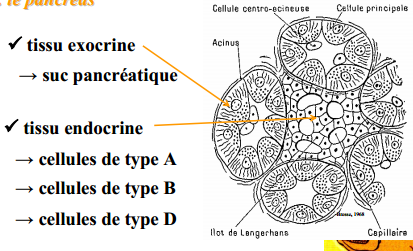 le pancréas
✓ tissu exocrine
→ suc pancréatique
✓ tissu endocrine
→ cellules de type A
→ cellules de type B
→ cellules de type D
Cellule centro-acineuse
Cellule principale
Acinus
Ilot de Langerhans
Capillaire